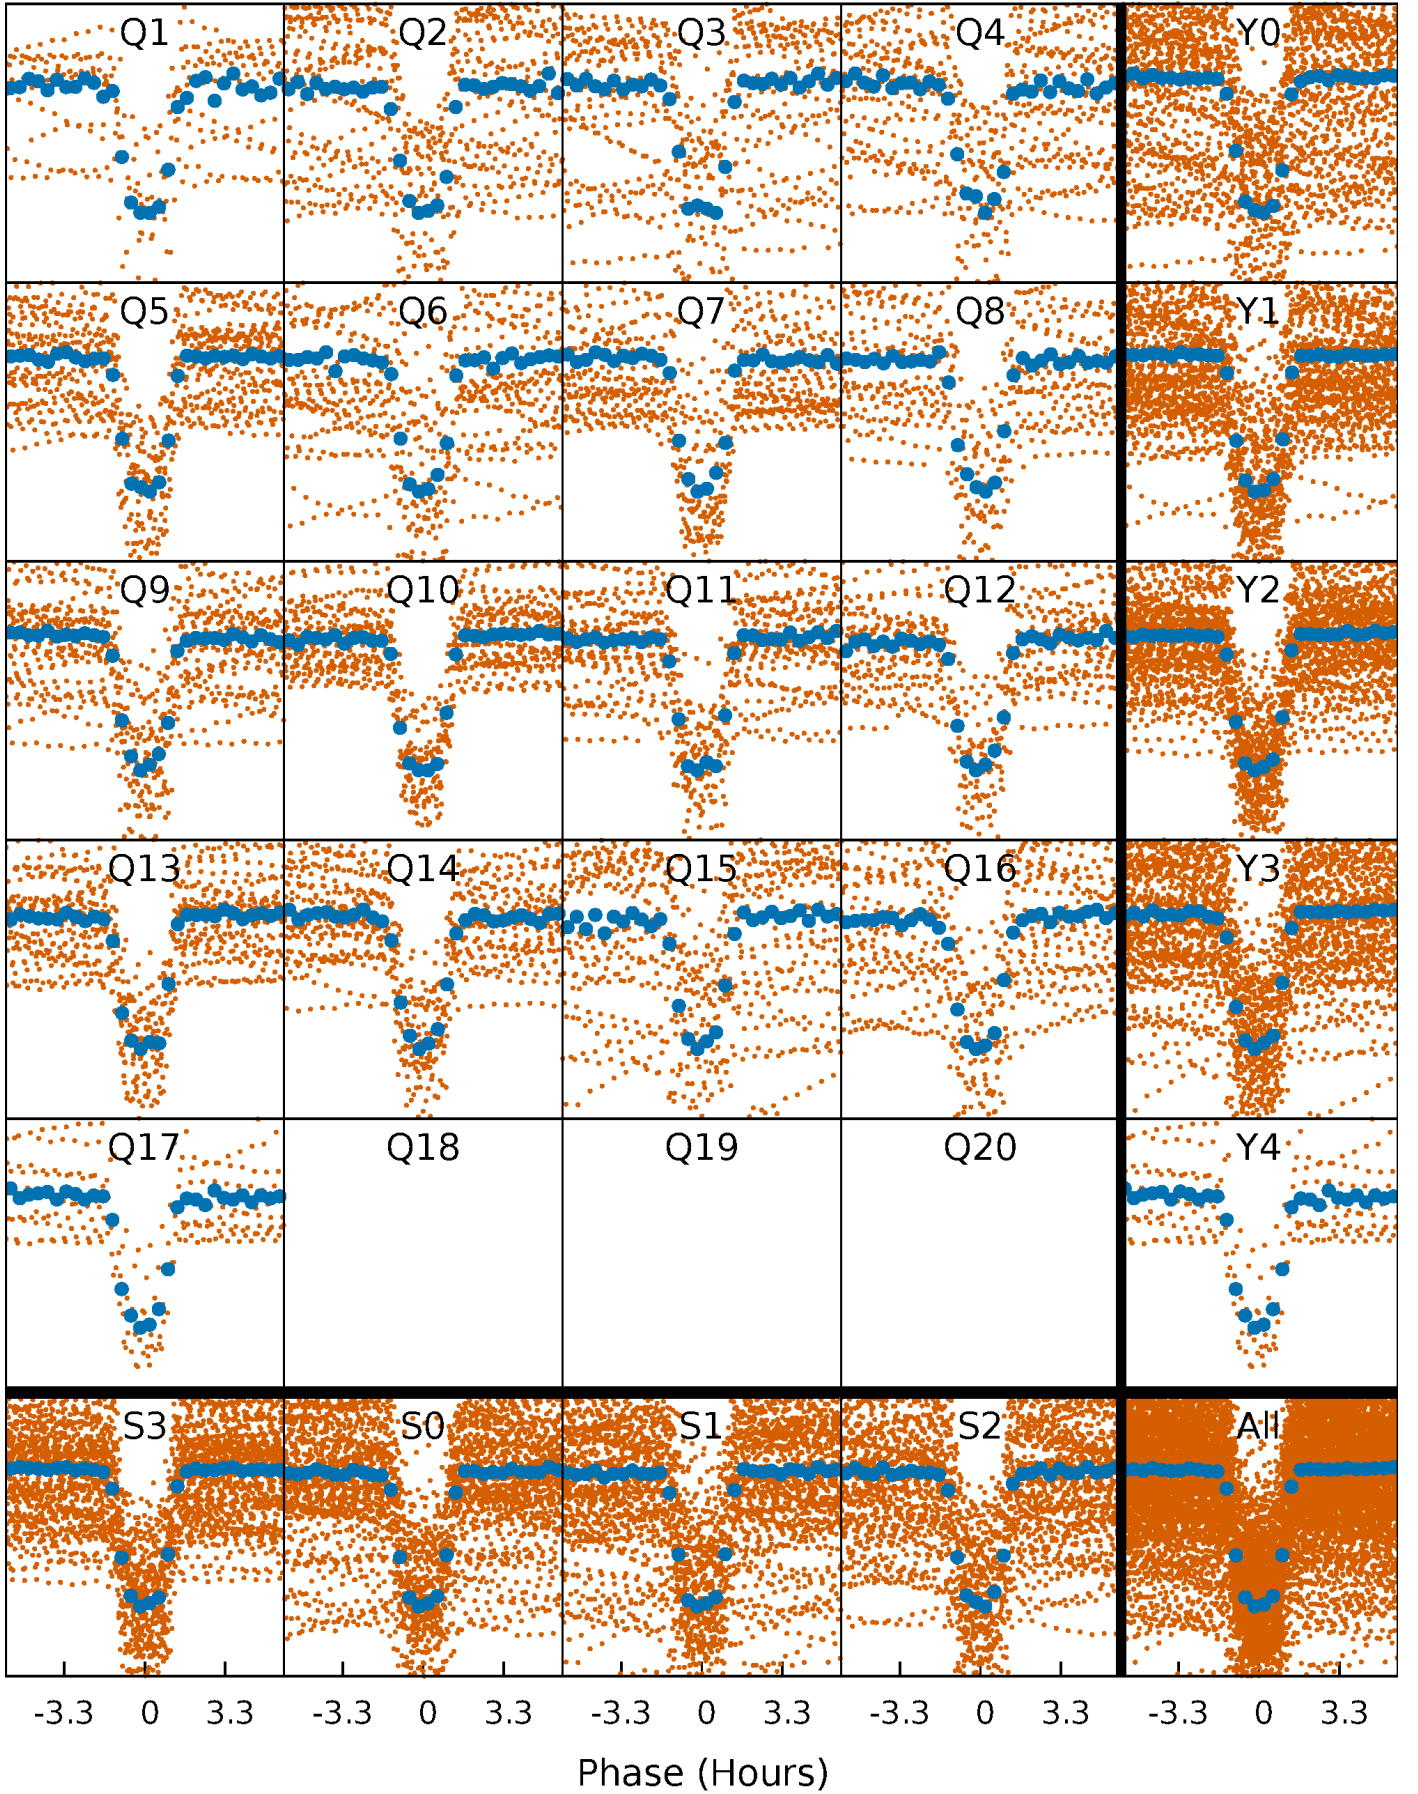 Q1 Q2 Q3 Q4 Y0
Q5 Q6 Q7 Q8 Y1
Q9 Q10 Q11 Q12 Y2
Q13 Q14 Q15 Q16 Y3
Q17 Q18 Q19 Q20 Y4
S3 S0 S1 S2 All
-3.3 0 3.3 -3.3 0 3.3 -3.3 0 3.3 -3.3 0 3.3 -3.3 0 3.3
Phase (Hours)